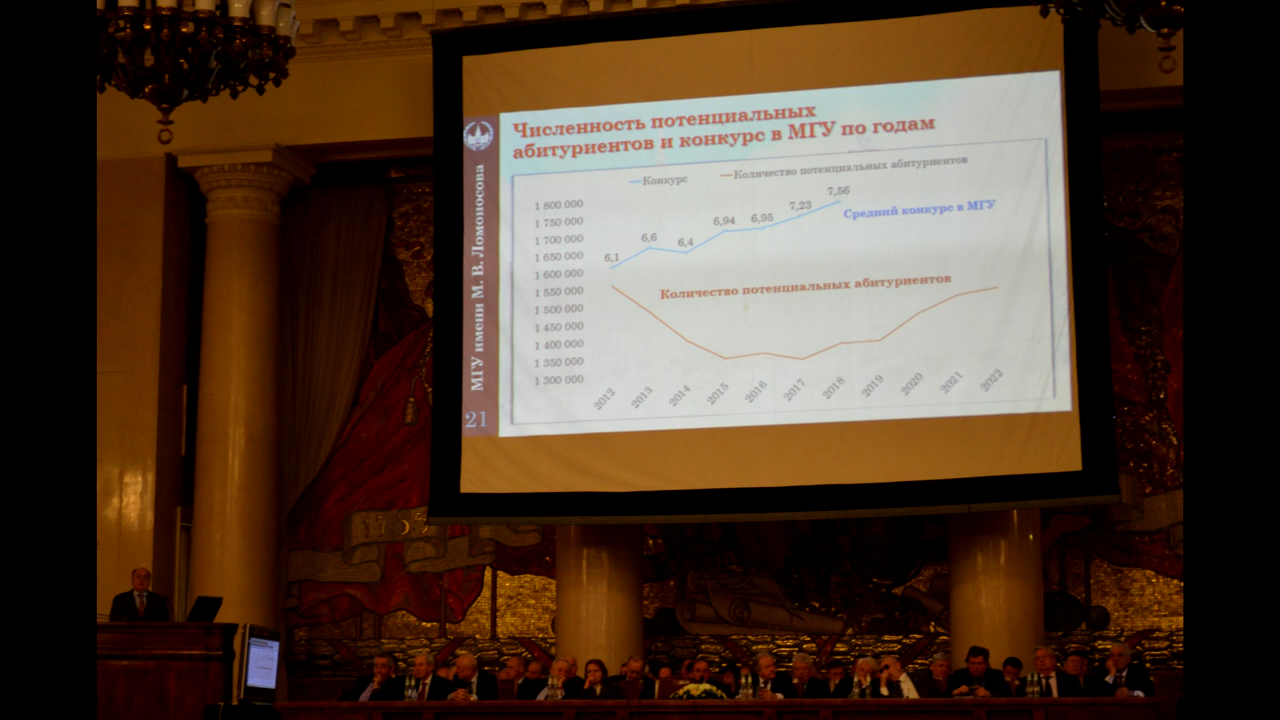 Численность потенциальных
абитуриентов и конкурс в МГУ по годам
МГУ имени М. В. Ломоносова
21
Конкурс
Количество потенциальных абитуриентов
1 800 000
1 750 000
1 700 000
1 650 000
1 600 000
1 550 000
1 500 000
1 450 000
1 400 000
1 350 000
1 300 000
6,1
6,6
6,4
6,94
6,95
7,23
7,56
Средний конкурс в МГУ
Количество потенциальных абитуриентов
2012
2013
2014
2015
2016
2017
2018
2019
2020
2021
2022
1755